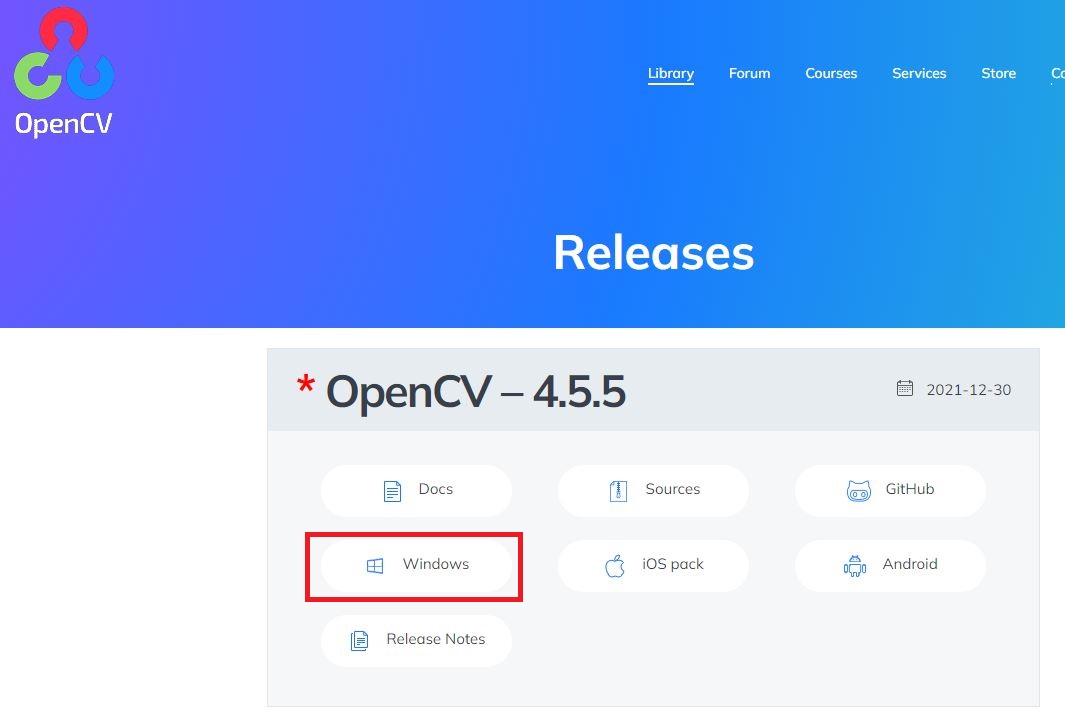 OpenCV
Library Forum Courses Services Store
Releases
* OpenCV – 4.5.5
2021-12-30
Docs Sources GitHub
Windows iOS pack Android
Release Notes